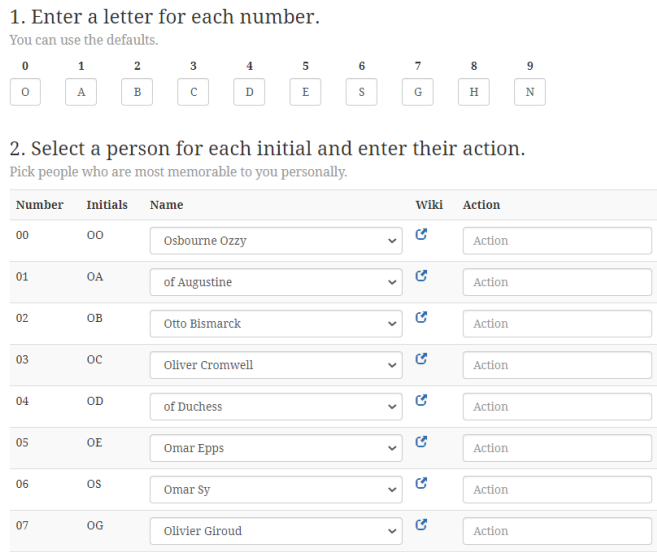 1. Enter a letter for each number.
You can use the defaults.
0 1 2 3 4 5 6 7 8 9
O A B C D E S G H N
2. Select a person for each initial and enter their action.
Pick people who are most memorable to you personally.
Number Initials Name Wiki Action
00 OO Osbourne Ozzy Action
01 OA of Augustine Action
02 OB Otto Bismarck Action
03 OC Oliver Cromwell Action
04 OD of Duchess Action
05 OE Omar Epps Action
06 OS Omar Sy Action
07 OG Olivier Giroud Action